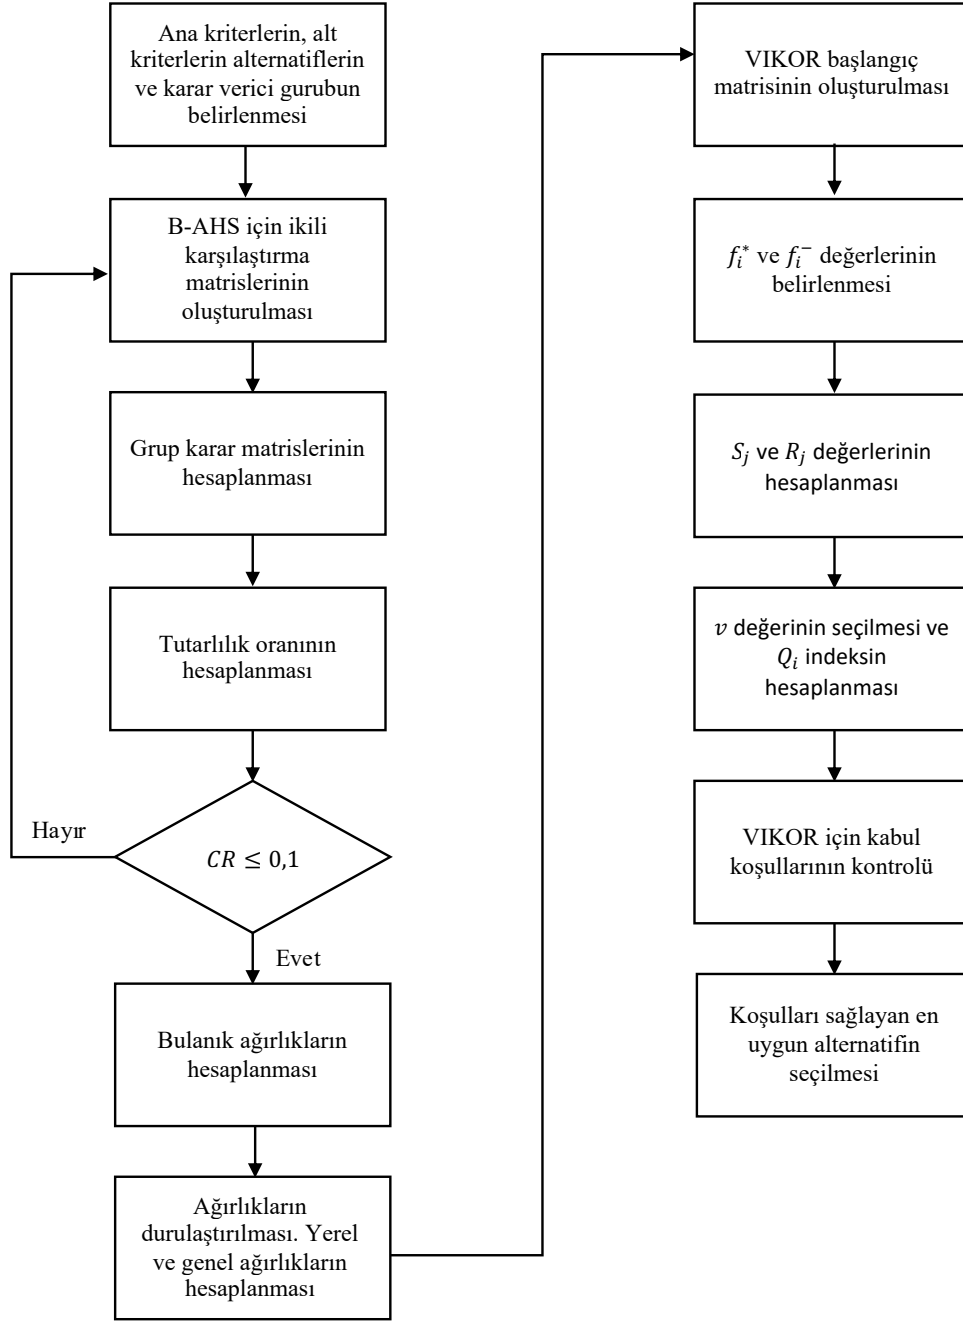 Ana kriterlerin, alt
kriterlerin alternatiflerin
ve karar verici gurubun
belirlenmesi
B-AHS için ikili
karşılaştırma
matrislerinin
oluşturulması
Grup karar matrislerinin
hesaplanması
Tutarlılık oranının
hesaplanması
Hayır
CR ≤ 0,1
Evet
Bulanık ağırlıkların
hesaplanması
Ağırlıkların
durulaştırılması. Yerel
ve genel ağırlıkların
hesaplanması
VIKOR başlangıç
matrisinin oluşturulması
f_i^* ve f_i^- değerlerinin
belirlenmesi
S_j ve R_j değerlerinin
hesaplanması
v değerinin seçilmesi ve
Q_i indeksin
hesaplanması
VIKOR için kabul
koşullarının kontrolü
Koşulları sağlayan en
uygun alternatifin
seçilmesi